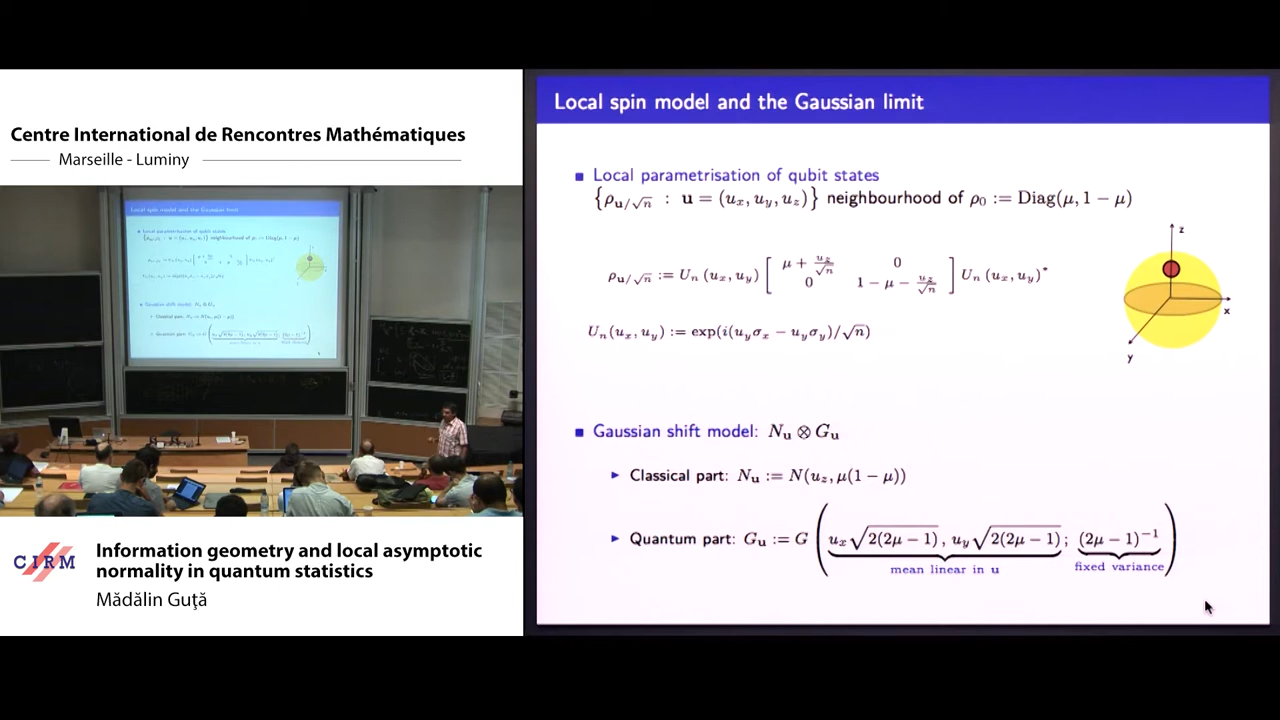 Centre International de Rencontres Mathématiques
Marseille - Luminy
CIRM
Information geometry and local asymptotic
normality in quantum statistics
Mădălin Guţă
Local spin model and the Gaussian limit
Local parametrisation of qubit states
{ρ_{u/√n} : u = (u_x, u_y, u_z)} neighbourhood of ρ_0 := Diag(μ, 1 − μ)
ρ_{u/√n} := U_n (u_x, u_y) [ μ + u_z/√n 0
0 1 − μ − u_z/√n ] U_n (u_x, u_y)*
U_n(u_x, u_y) := exp(i(u_yσ_x − u_yσ_y)/√n)
z
x
y
Gaussian shift model: N_u ⊗ G_u
Classical part: N_u := N(u_z, μ(1 − μ))
Quantum part: G_u := G ( u_x√(2(2μ − 1)), u_y√(2(2μ − 1)); (2μ − 1)^{−1} )
mean linear in u fixed variance